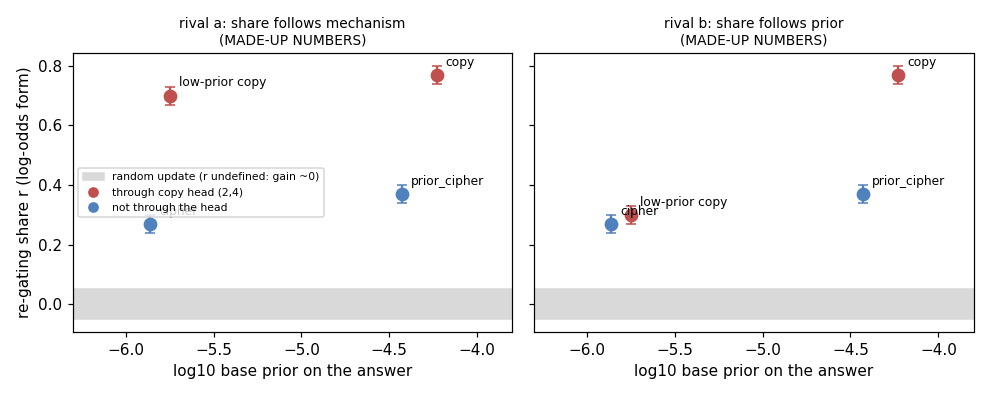 rival a: share follows mechanism
(MADE-UP NUMBERS)
rival b: share follows prior
(MADE-UP NUMBERS)
re-gating share r (log-odds form)
0.8
0.6
0.4
0.2
0.0
low-prior copy
copy
random update (r undefined: gain ~0)
through copy head (2,4)
not through the head
cipher
prior_cipher
−6.0
−5.5
−5.0
−4.5
−4.0
log10 base prior on the answer
copy
prior_cipher
low-prior copy
cipher
−6.0
−5.5
−5.0
−4.5
−4.0
log10 base prior on the answer